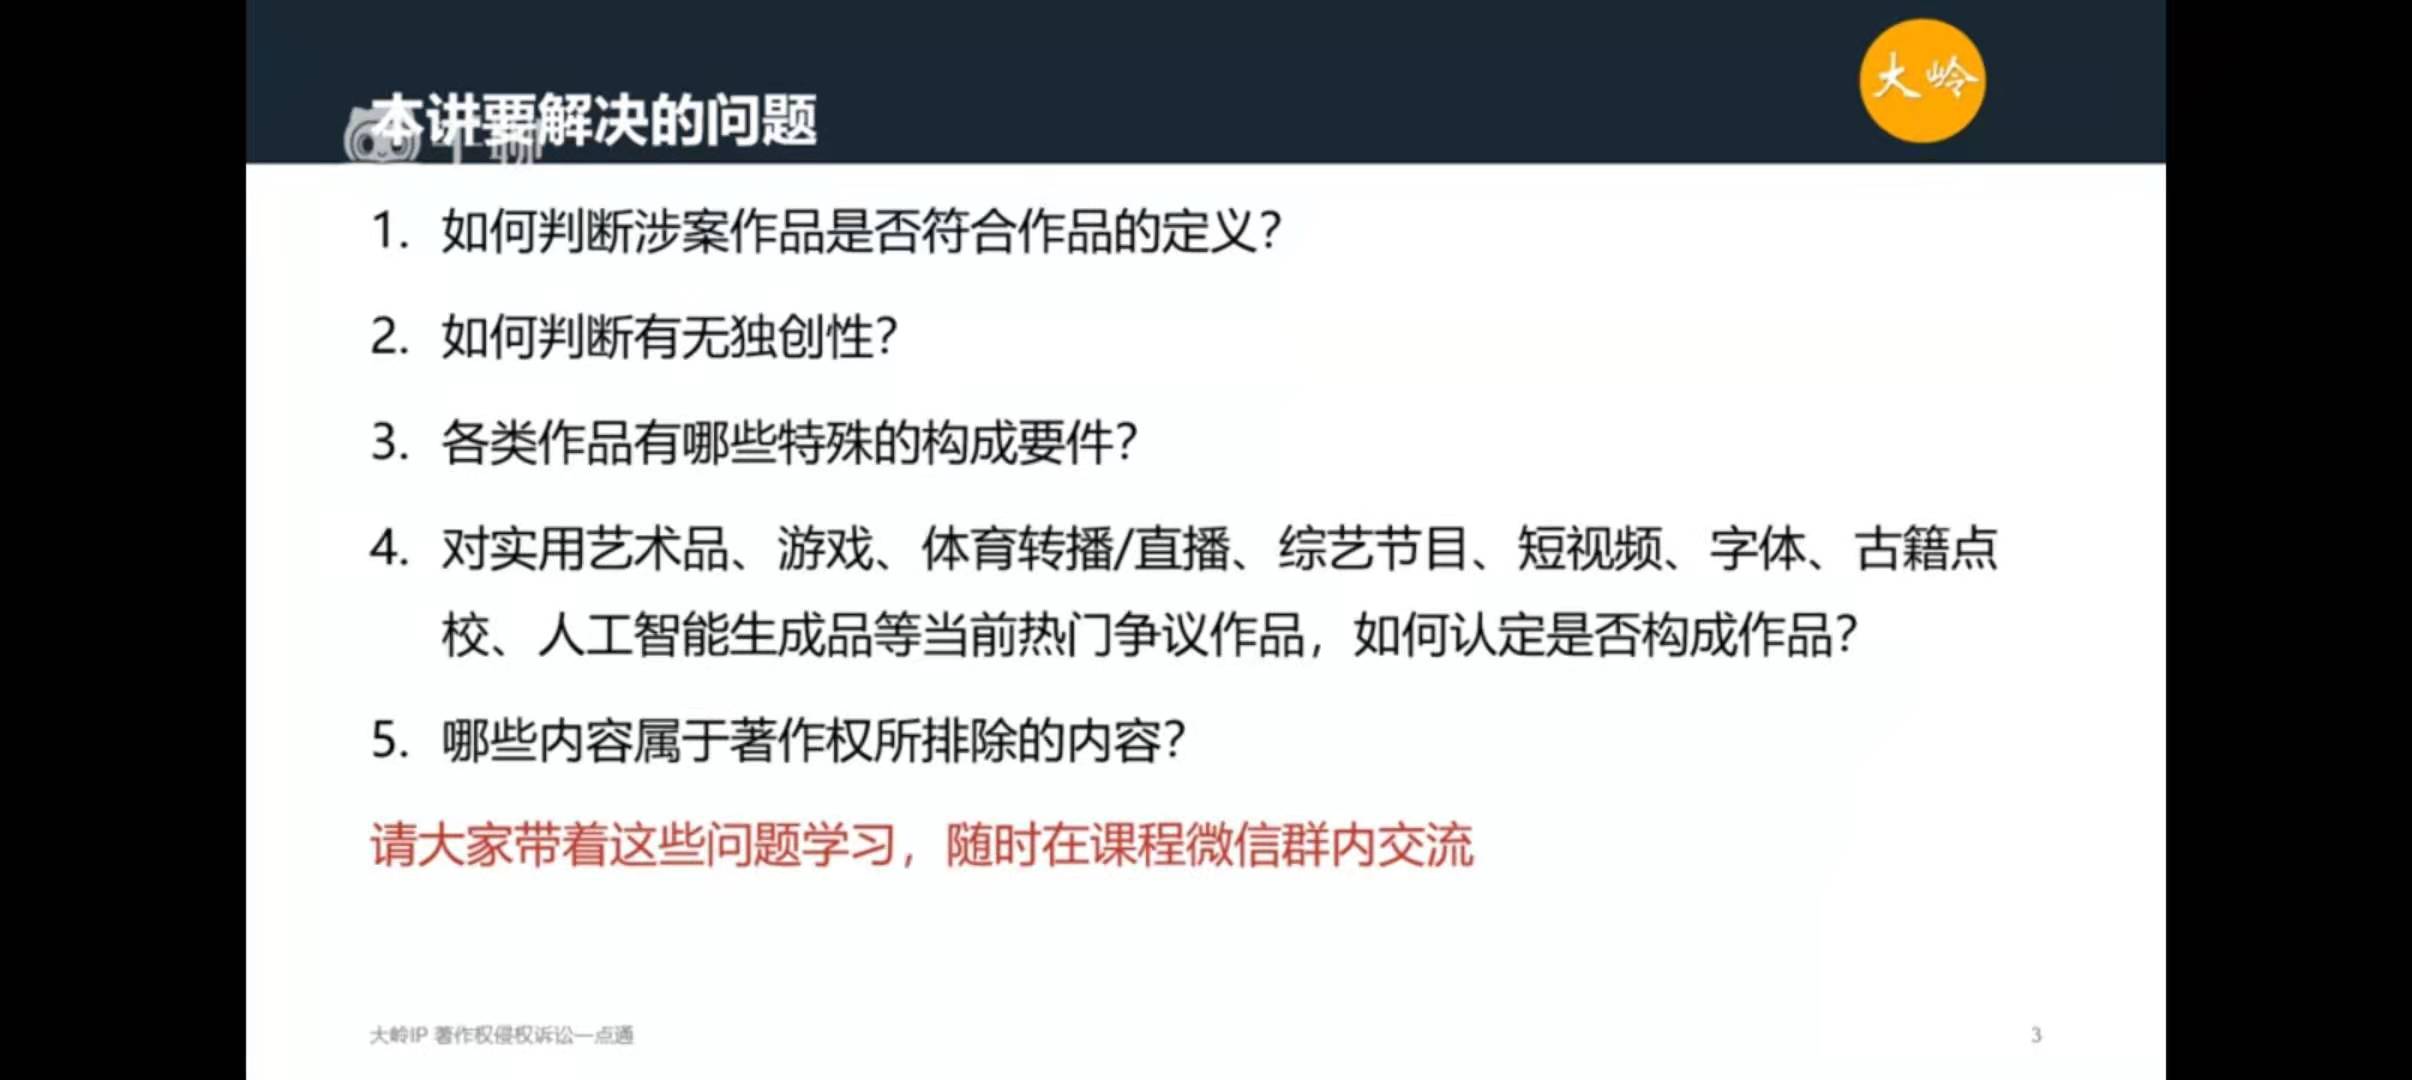 大岭
本讲要解决的问题
1. 如何判断涉案作品是否符合作品的定义？
2. 如何判断有无独创性？
3. 各类作品有哪些特殊的构成要件？
4. 对实用艺术品、游戏、体育转播/直播、综艺节目、短视频、字体、古籍点
校、人工智能生成品等当前热门争议作品，如何认定是否构成作品？
5. 哪些内容属于著作权所排除的内容？
请大家带着这些问题学习，随时在课程微信群内交流
大岭IP 著作权侵权诉讼一点通
3